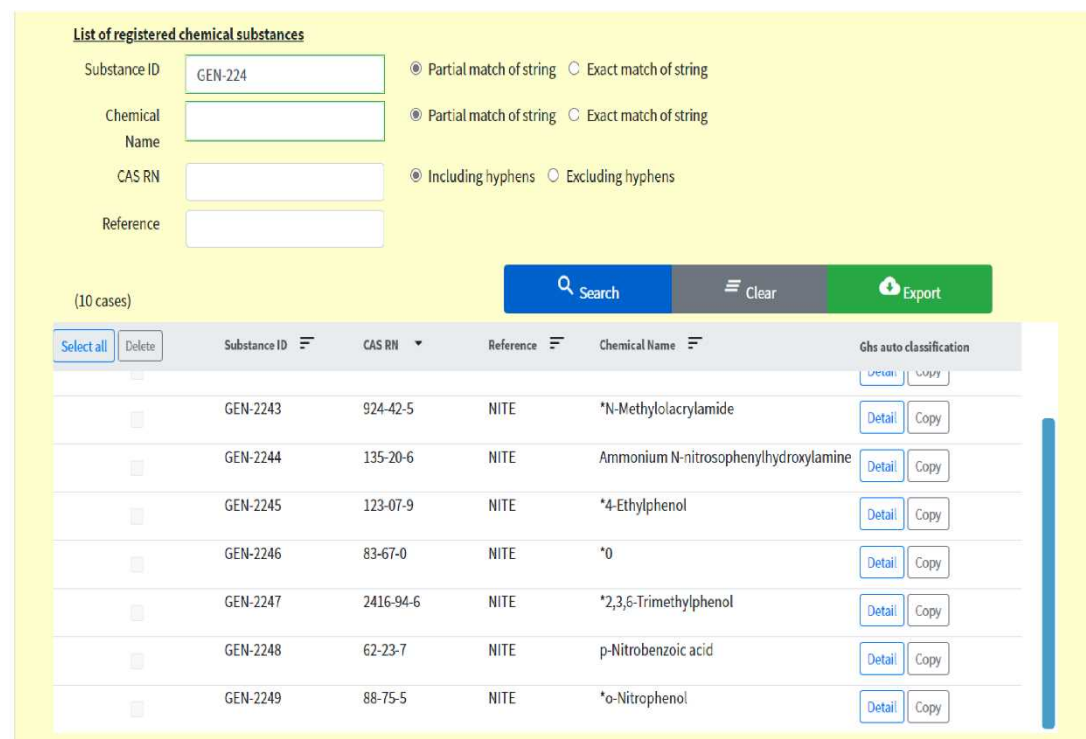 List of registered chemical substances
Substance ID GEN-224 Partial match of string Exact match of string
Chemical Name Partial match of string Exact match of string
CAS RN Including hyphens Excluding hyphens
Reference
(10 cases) Search Clear Export
Select all Delete Substance ID CAS RN Reference Chemical Name Ghs auto classification
Detail Copy
GEN-2243 924-42-5 NITE *N-Methylolacrylamide Detail Copy
GEN-2244 135-20-6 NITE Ammonium N-nitrosophenylhydroxylamine Detail Copy
GEN-2245 123-07-9 NITE *4-Ethylphenol Detail Copy
GEN-2246 83-67-0 NITE *0 Detail Copy
GEN-2247 2416-94-6 NITE *2,3,6-Trimethylphenol Detail Copy
GEN-2248 62-23-7 NITE p-Nitrobenzoic acid Detail Copy
GEN-2249 88-75-5 NITE *o-Nitrophenol Detail Copy